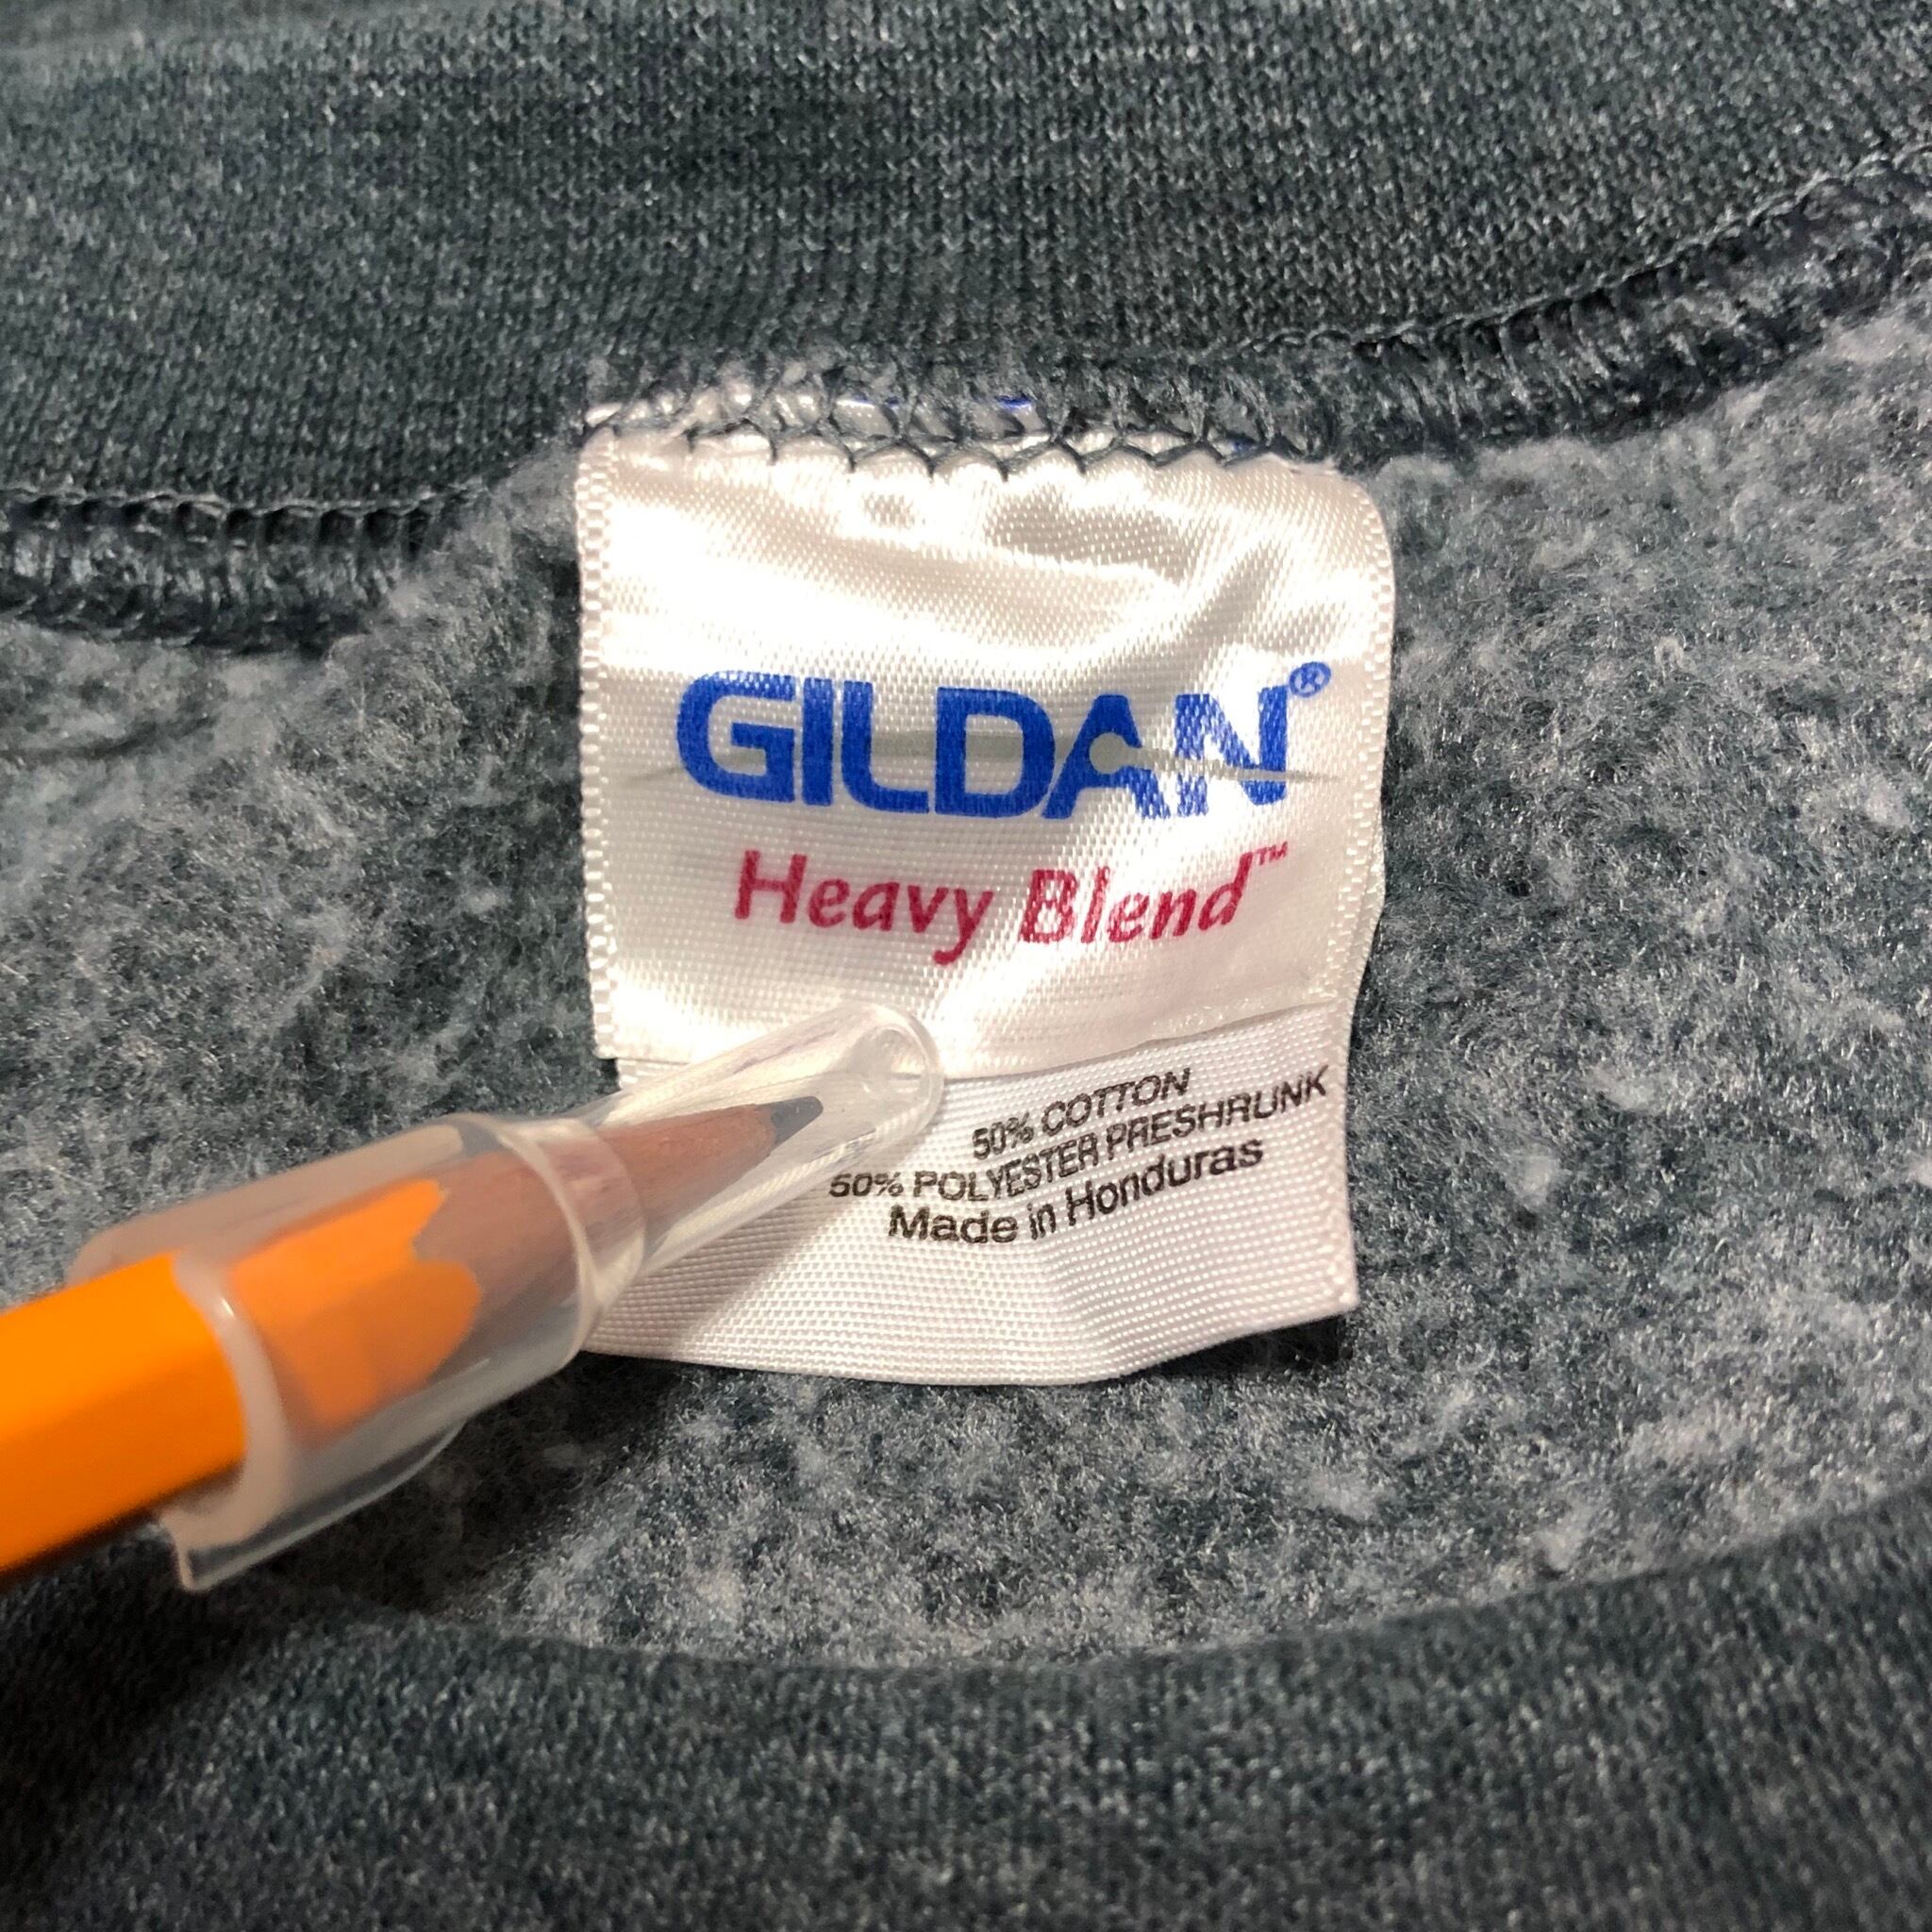 GILDAN®
Heavy Blend™
50% COTTON
50% POLYESTER PRESHRUNK
Made in Honduras